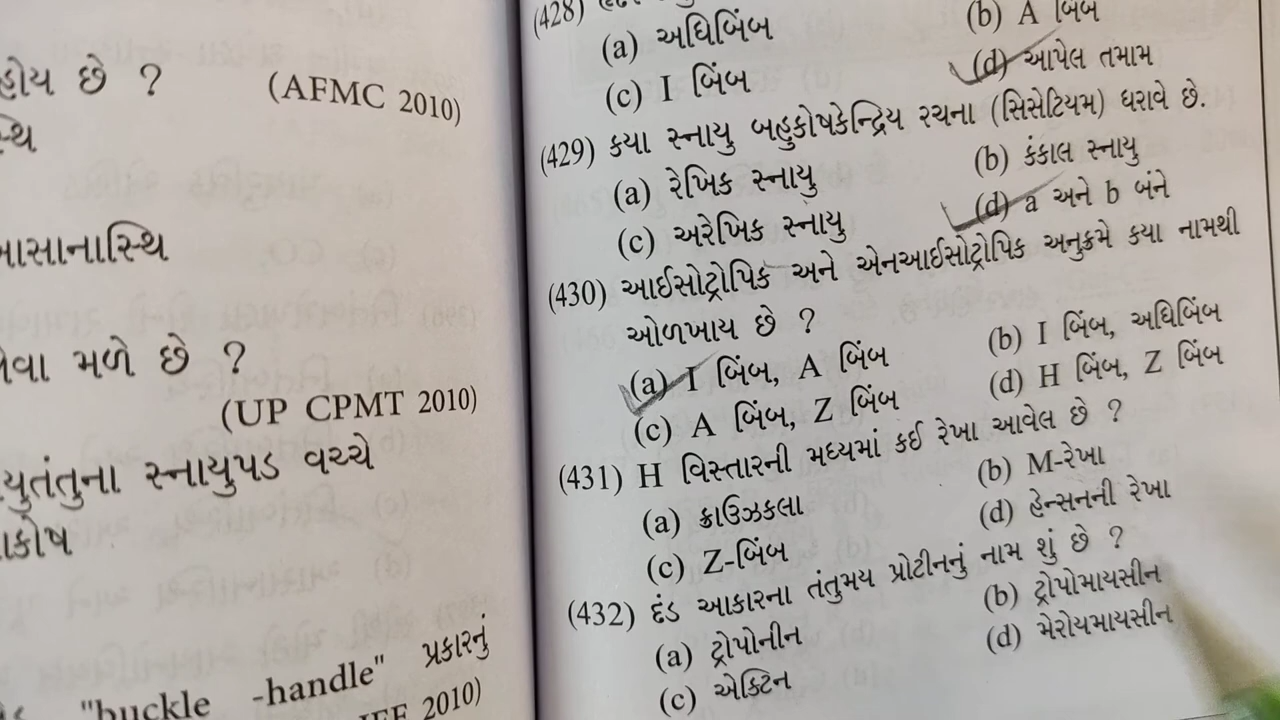 હોય છે ?
(AFMC 2010)
સ્થિ
આસાનાસ્થિ
મળે છે ?
(UP CPMT 2010)
સ્નાયુપડ વચ્ચે
"buckle -handle" પ્રકારનું
2010)
(428)
(a) અધિબિંબ
(b) A બિંબ
(c) I બિંબ
(d) આપેલ તમામ
(429) કયા સ્નાયુ બહુકોષકેન્દ્રિય રચના (સિસેટિયમ) ધરાવે છે.
(a) રેખિક સ્નાયુ
(b) કંકાલ સ્નાયુ
(c) અરેખિક સ્નાયુ
(d) a અને b બંને
(430) આઈસોટ્રોપિક અને એનઆઈસોટ્રોપિક અનુક્રમે કયા નામથી
ઓળખાય છે ?
(a) I બિંબ, A બિંબ
(b) I બિંબ, અધિબિંબ
(c) A બિંબ, Z બિંબ
(d) H બિંબ, Z બિંબ
(431) H વિસ્તારની મધ્યમાં કઈ રેખા આવેલ છે ?
(a) ક્રાઉઝકલા
(b) M-રેખા
(c) Z-બિંબ
(d) હેન્સનની રેખા
(432) દંડ આકારના તંતુમય પ્રોટીનનું નામ શું છે ?
(a) ટ્રોપોનીન
(b) ટ્રોપોમાયસીન
(c) એક્ટિન
(d) મેરોયમાયસીન